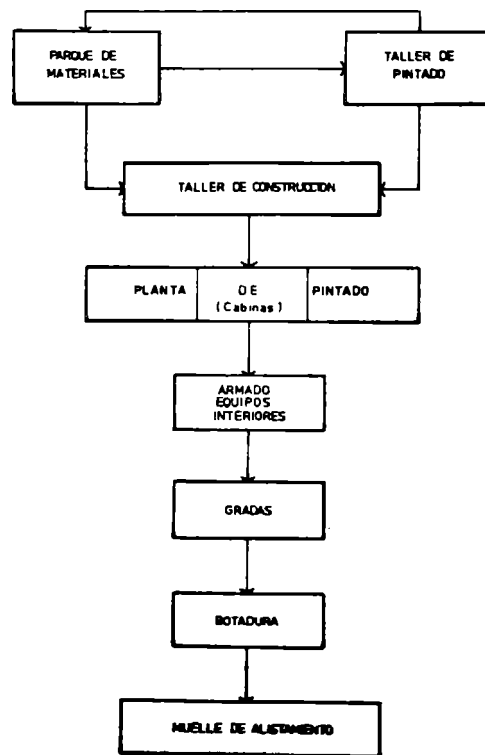 PARQUE DE
MATERIALES
TALLER DE
PINTADO
TALLER DE CONSTRUCCION
PLANTA DE PINTADO
(Cabinas)
ARMADO
EQUIPOS
INTERIORES
GRADAS
BOTADURA
MUELLE DE ALISTAMIENTO